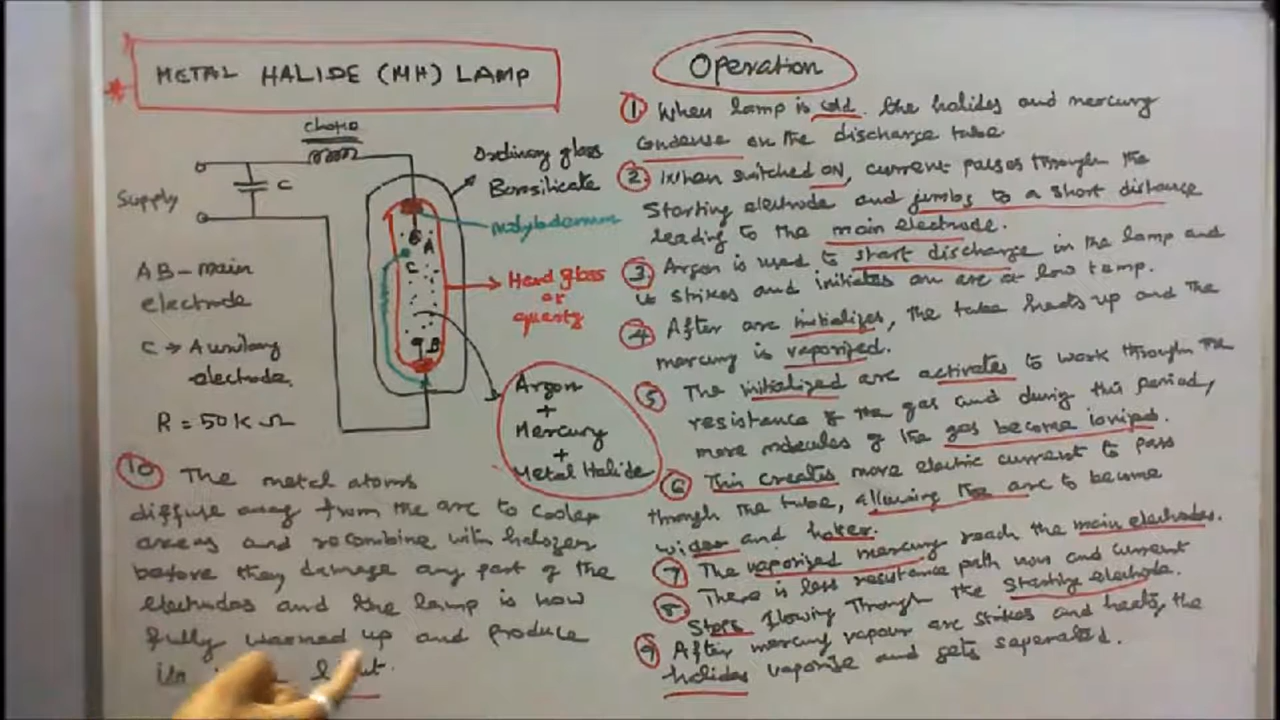 METAL HALIDE (MH) LAMP
Choke
Supply
C
Ordinary glass
Borosilicate
molybdenum
A
C
B
Hard glass
or
quartz
AB - main
electrode
C → Auxilary
electrode.
R = 50K Ω
Argon
+
Mercury
+
Metal Halide
Operation
① When lamp is cold. the halides and mercury
condense on the discharge tube
② When switched ON, current passes through the
Starting electrode and jumbs to a short distance
leading to the main electrode.
③ Argon is used to start discharge in the lamp and
it strikes and initiates an arc at low temp.
④ After arc initializes, the tube heats up and the
mercury is vaporized.
⑤ The initialized arc activates to work through the
resistance of the gas and during this period,
more molecules of the gas become ionized.
⑥ This creates more electric current to pass
through the tube, allowing the arc to become
wider and hoter.
⑦ The vaporized mercury reach the main electrodes.
⑧ There is less resistance path now and current
Stops flowing through the Starting electrode.
⑨ After mercury vapour arc strikes and heats, the
halides vaporize and gets seperated.
⑩ The metal atoms
diffuse away from the arc to cooler
areas and recombine with halogen
before they damage any part of the
electrodes and the lamp is now
fully warmed up and produce